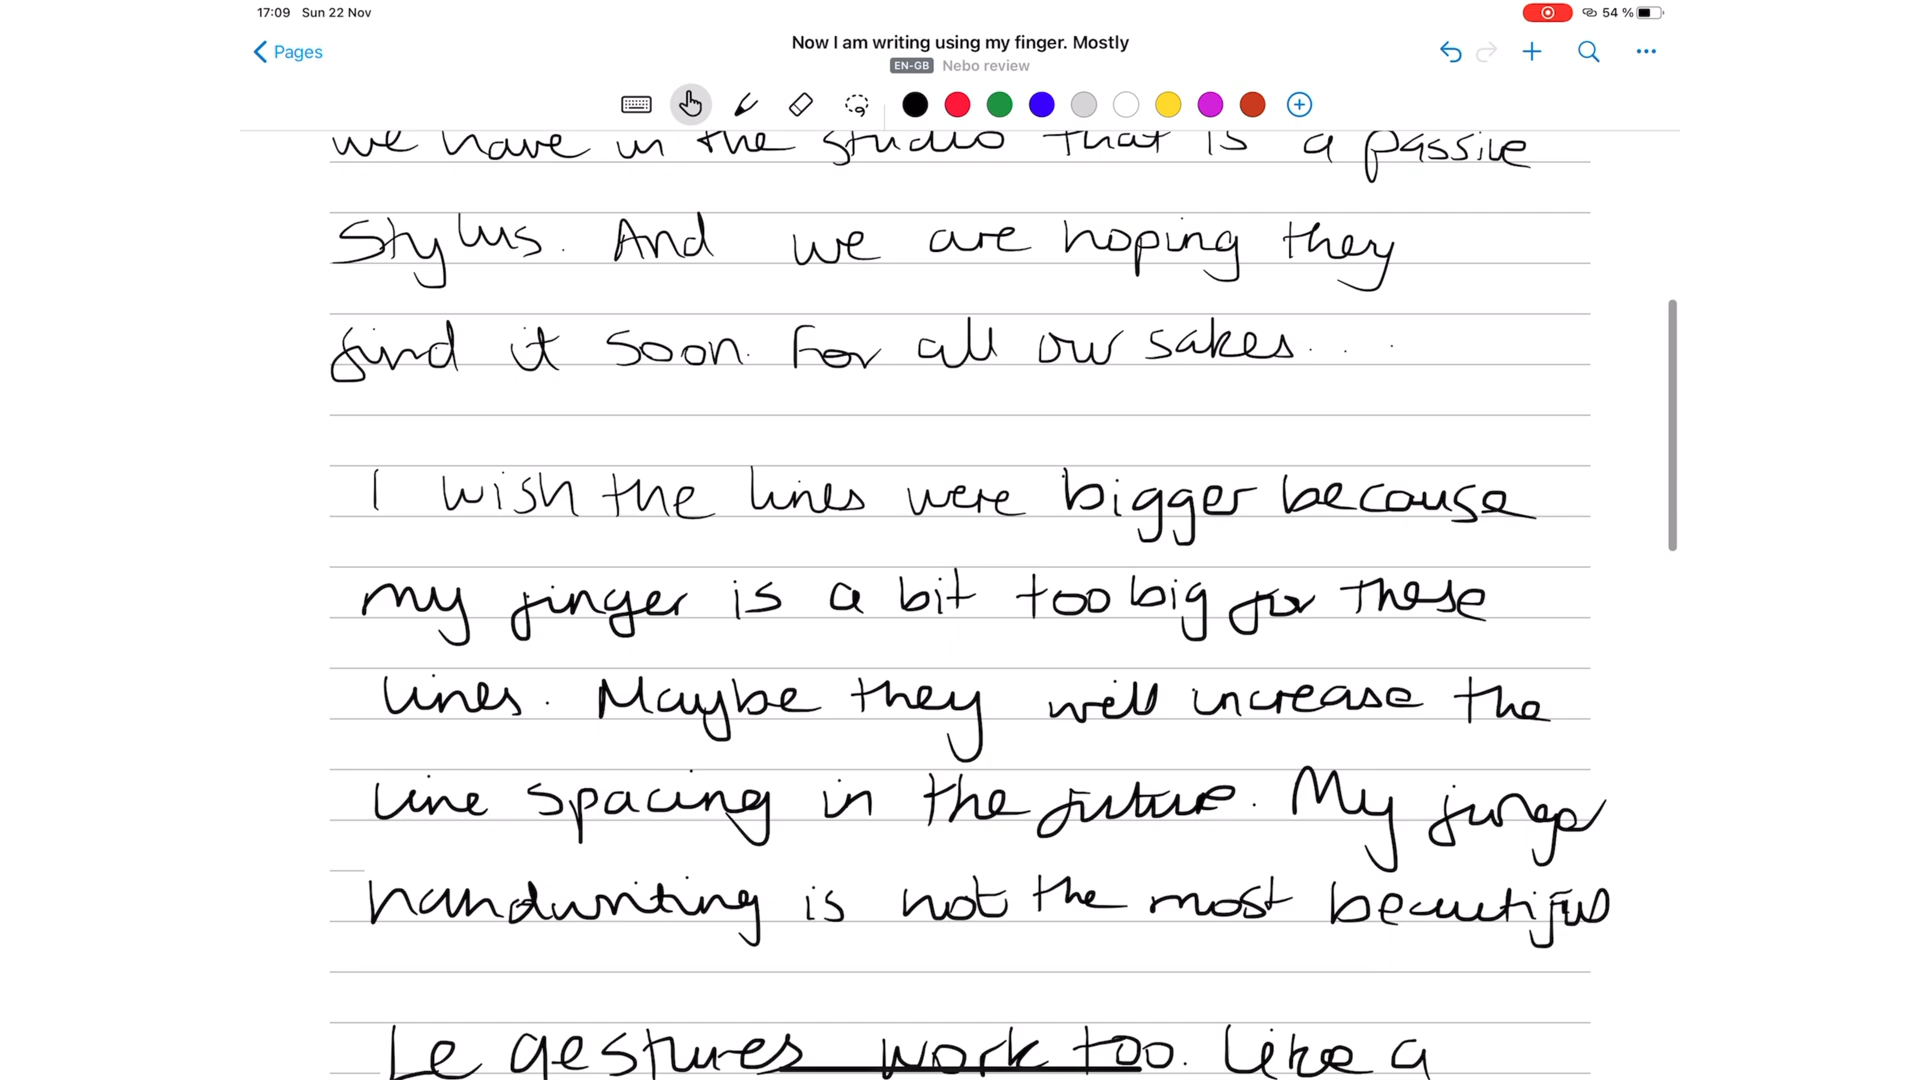 17:09 Sun 22 Nov 54 %
Pages
Now I am writing using my finger. Mostly
EN-GB Nebo review
we have in the studio that is a passive
Stylus. And we are hoping they
find it soon. For all our sakes...
I wish the lines were bigger because
my finger is a bit too big for these
lines. Maybe they will increase the
line spacing in the future. My finger
handwriting is not the most beautiful
Le gestures work too. Like a